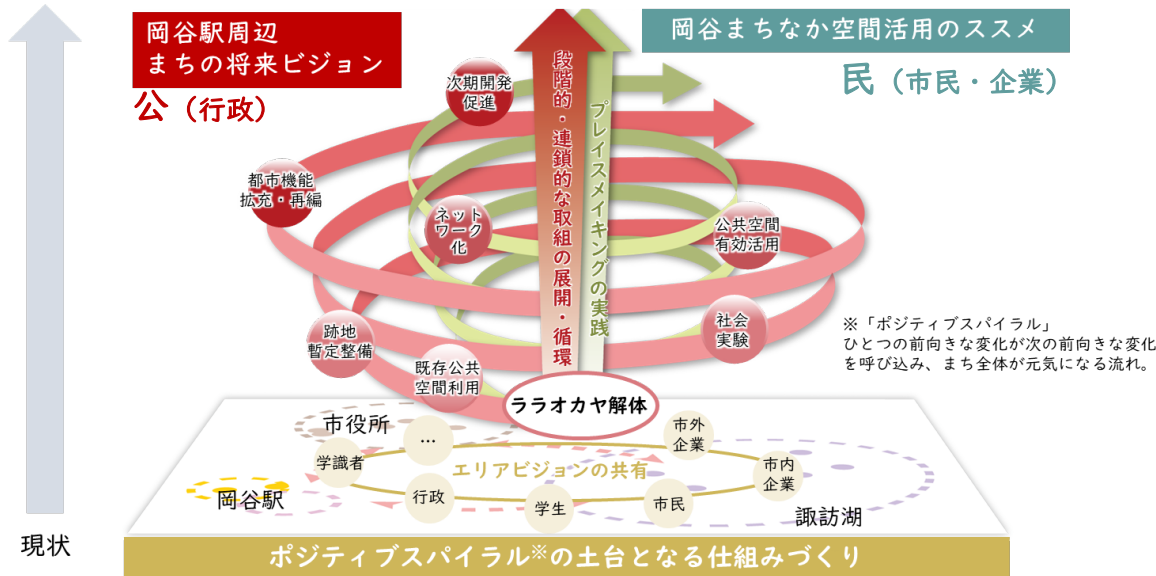 岡谷駅周辺
まちの将来ビジョン
公（行政）
岡谷まちなか空間活用のススメ
民（市民・企業）
段階的・連鎖的な取組の展開・循環
プレイスメイキングの実践
次期開発
促進
都市機能
拡充・再編
ネット
ワーク
化
公共空間
有効活用
跡地
暫定整備
社会
実験
既存公共
空間利用
※「ポジティブスパイラル」
ひとつの前向きな変化が次の前向きな変化
を呼び込み、まち全体が元気になる流れ。
ララオカヤ解体
市役所
…
市外
企業
学識者
エリアビジョンの共有
市内
企業
岡谷駅
行政
学生
市民
諏訪湖
現状
ポジティブスパイラル※の土台となる仕組みづくり